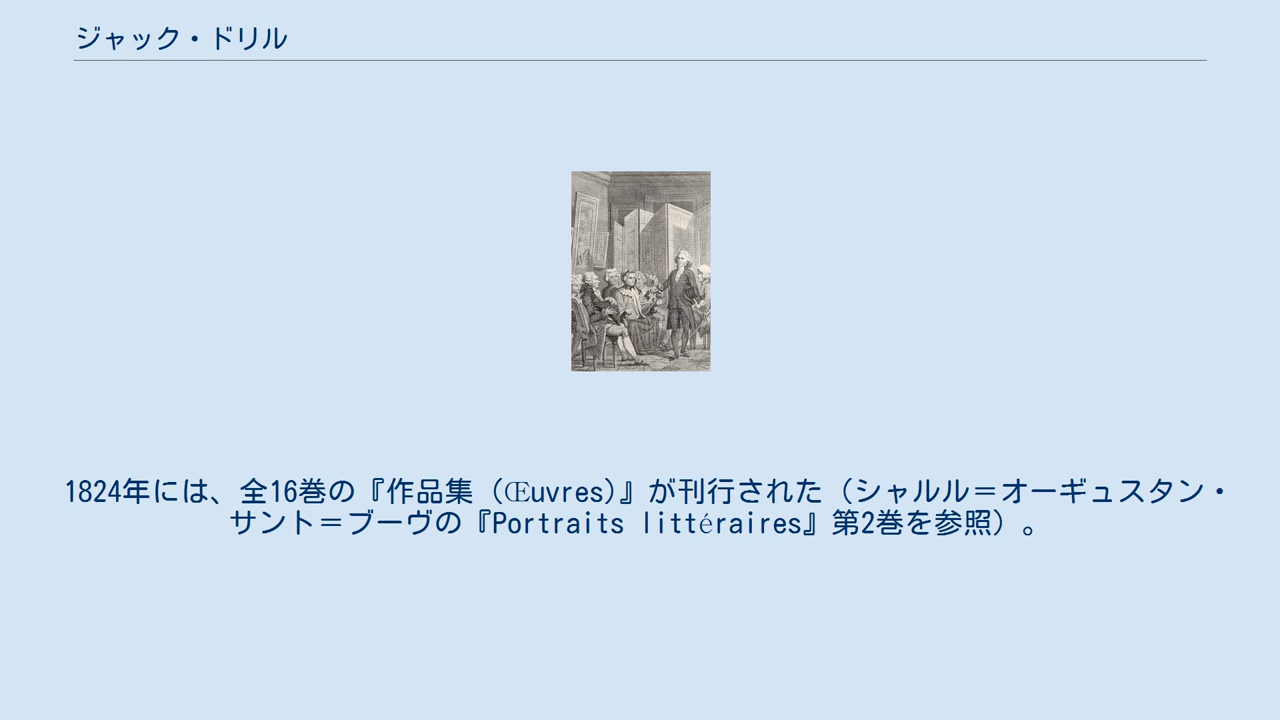 ジャック・ドリル
1824年には、全16巻の『作品集（Œuvres)』が刊行された（シャルル＝オーギュスタン・
サント＝ブーヴの『Portraits littéraires』第2巻を参照）。